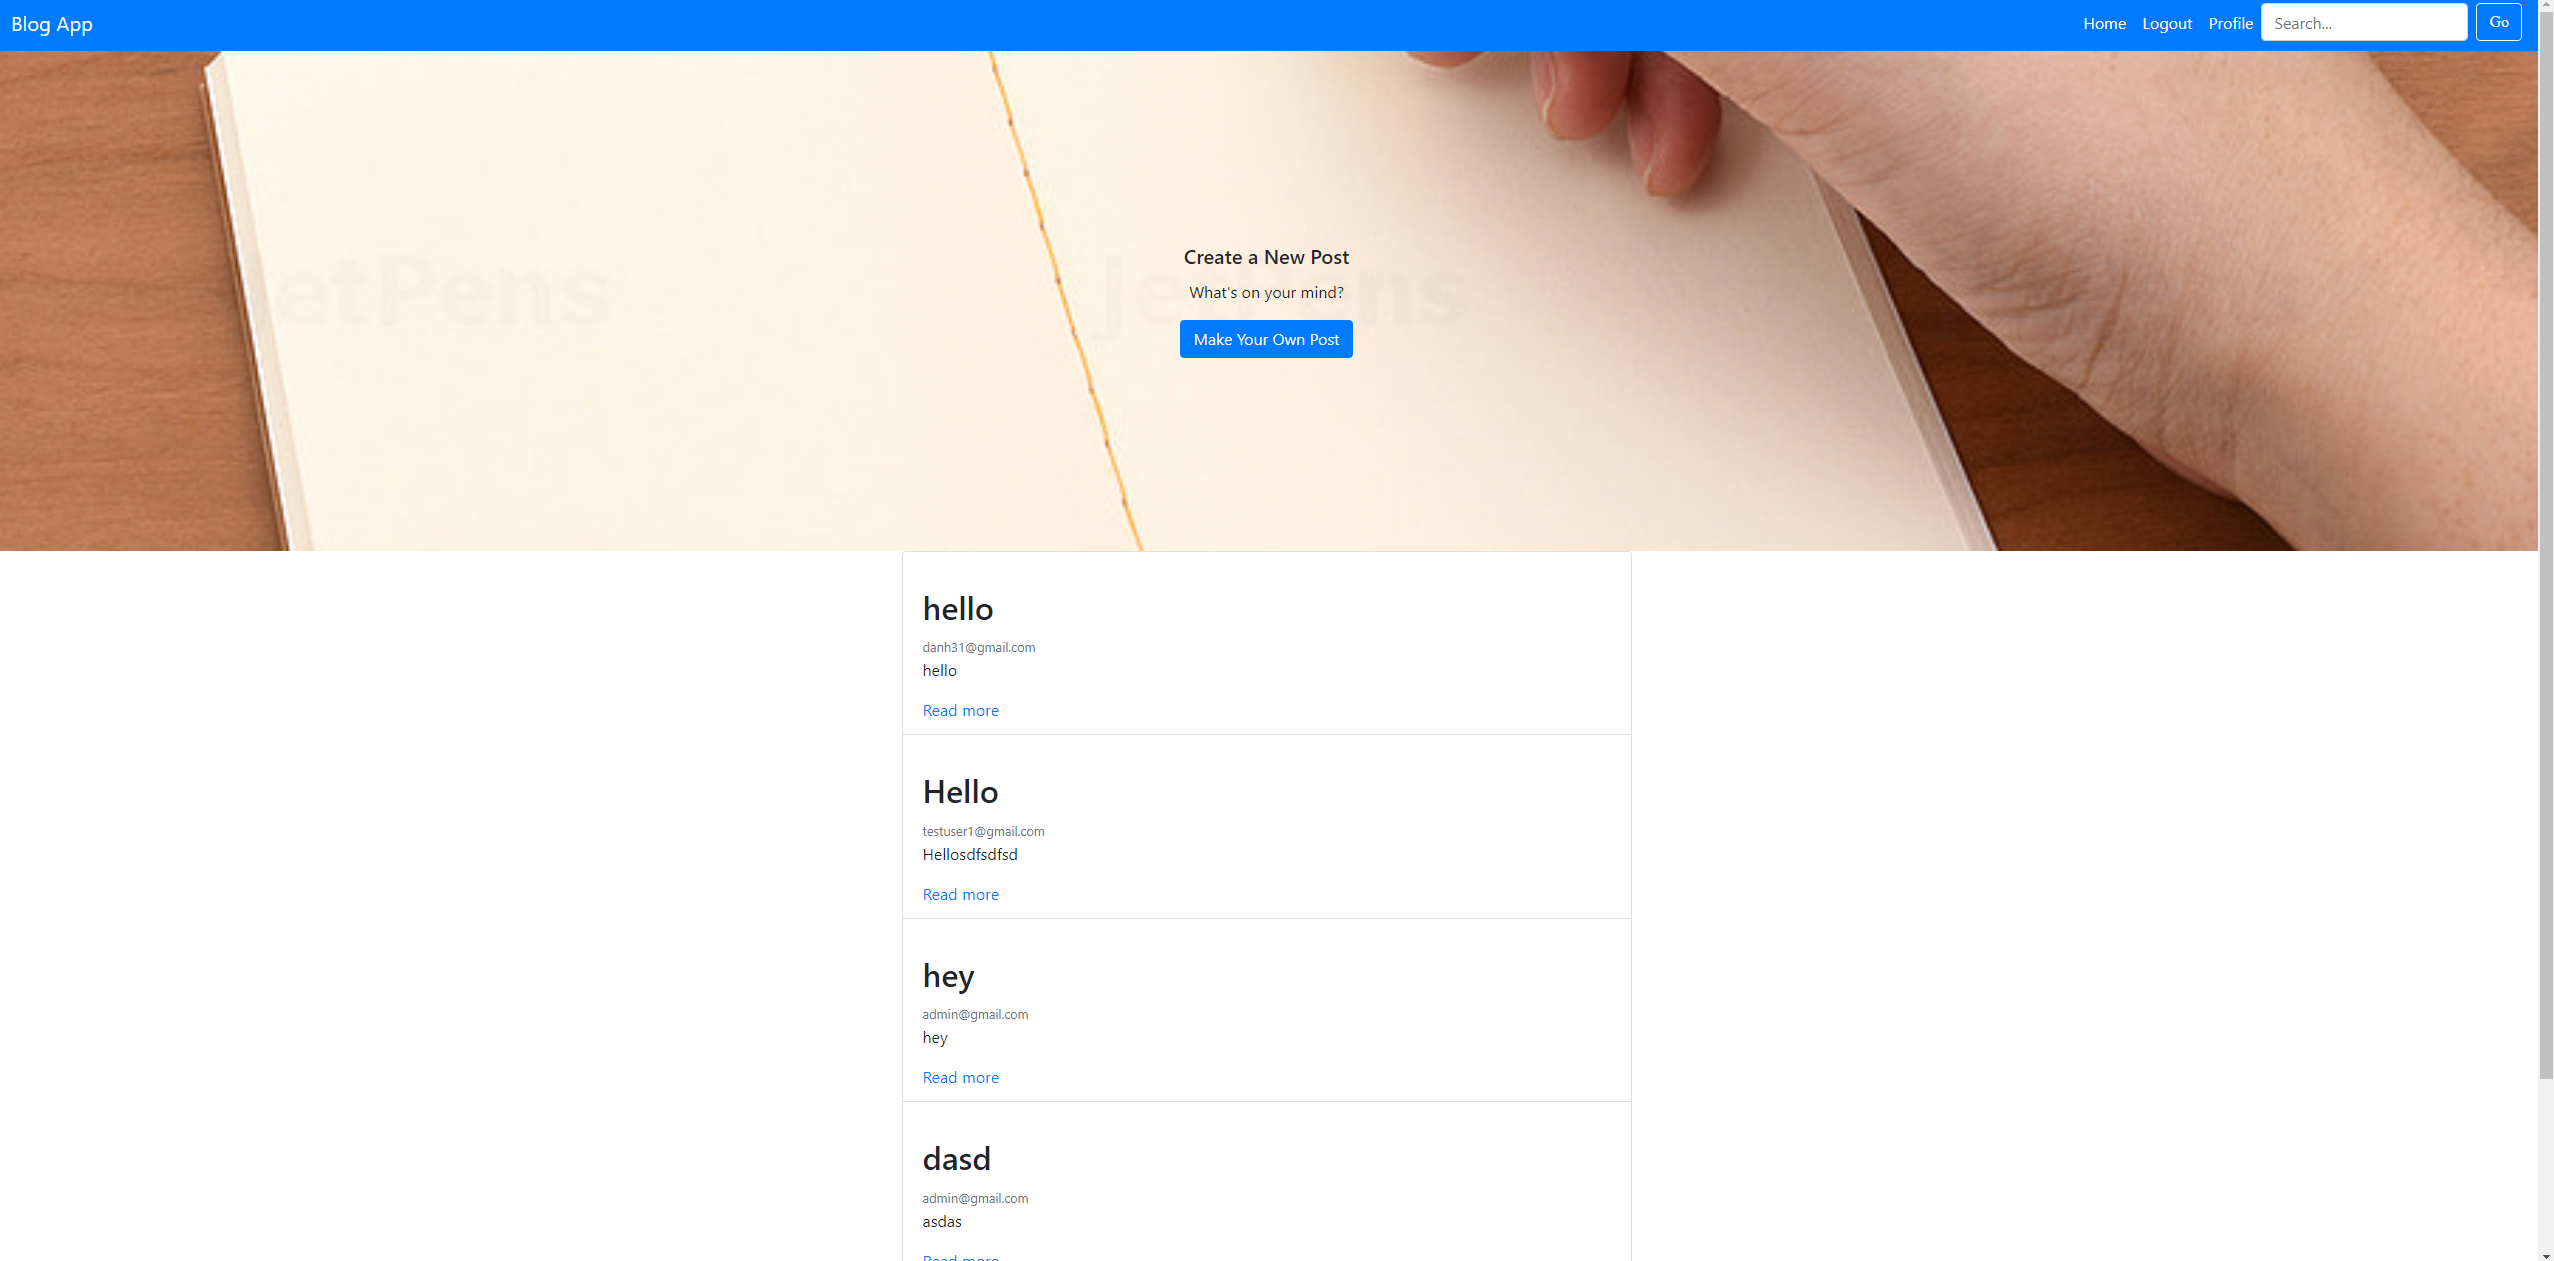 Blog App
Home Logout Profile Search... Go
Create a New Post
JetPens JetPens
What's on your mind?
Make Your Own Post
hello
danh31@gmail.com
hello
Read more
Hello
testuser1@gmail.com
Hellosdfsdfsd
Read more
hey
admin@gmail.com
hey
Read more
dasd
admin@gmail.com
asdas
Read more